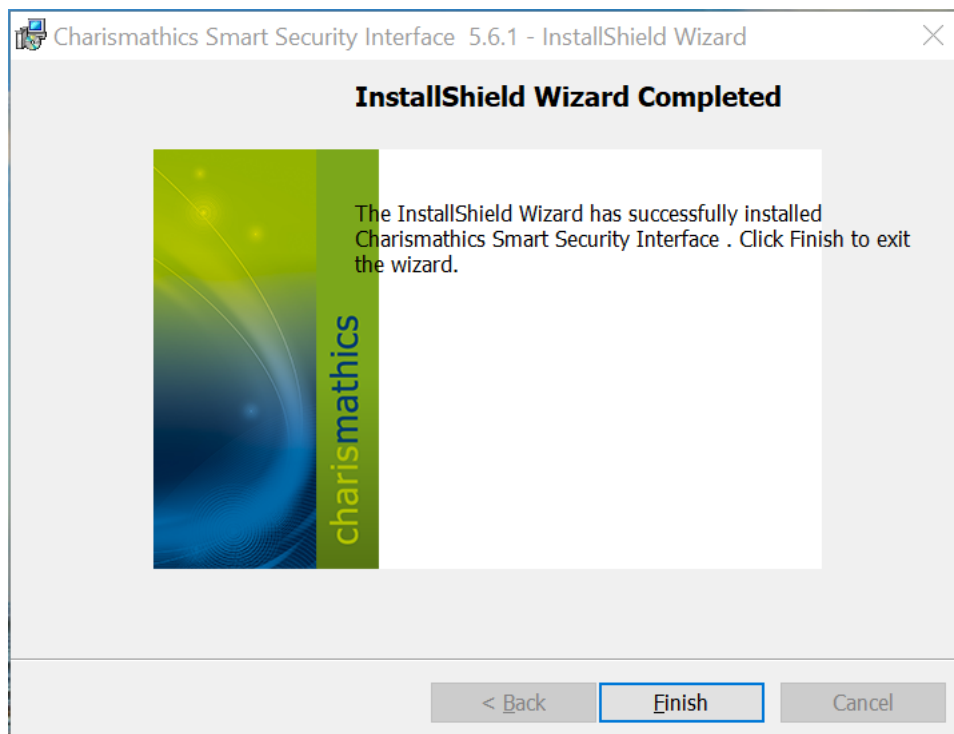 Charismathics Smart Security Interface 5.6.1 - InstallShield Wizard
InstallShield Wizard Completed
The InstallShield Wizard has successfully installed
Charismathics Smart Security Interface . Click Finish to exit
the wizard.
charismathics
< Back
Finish
Cancel